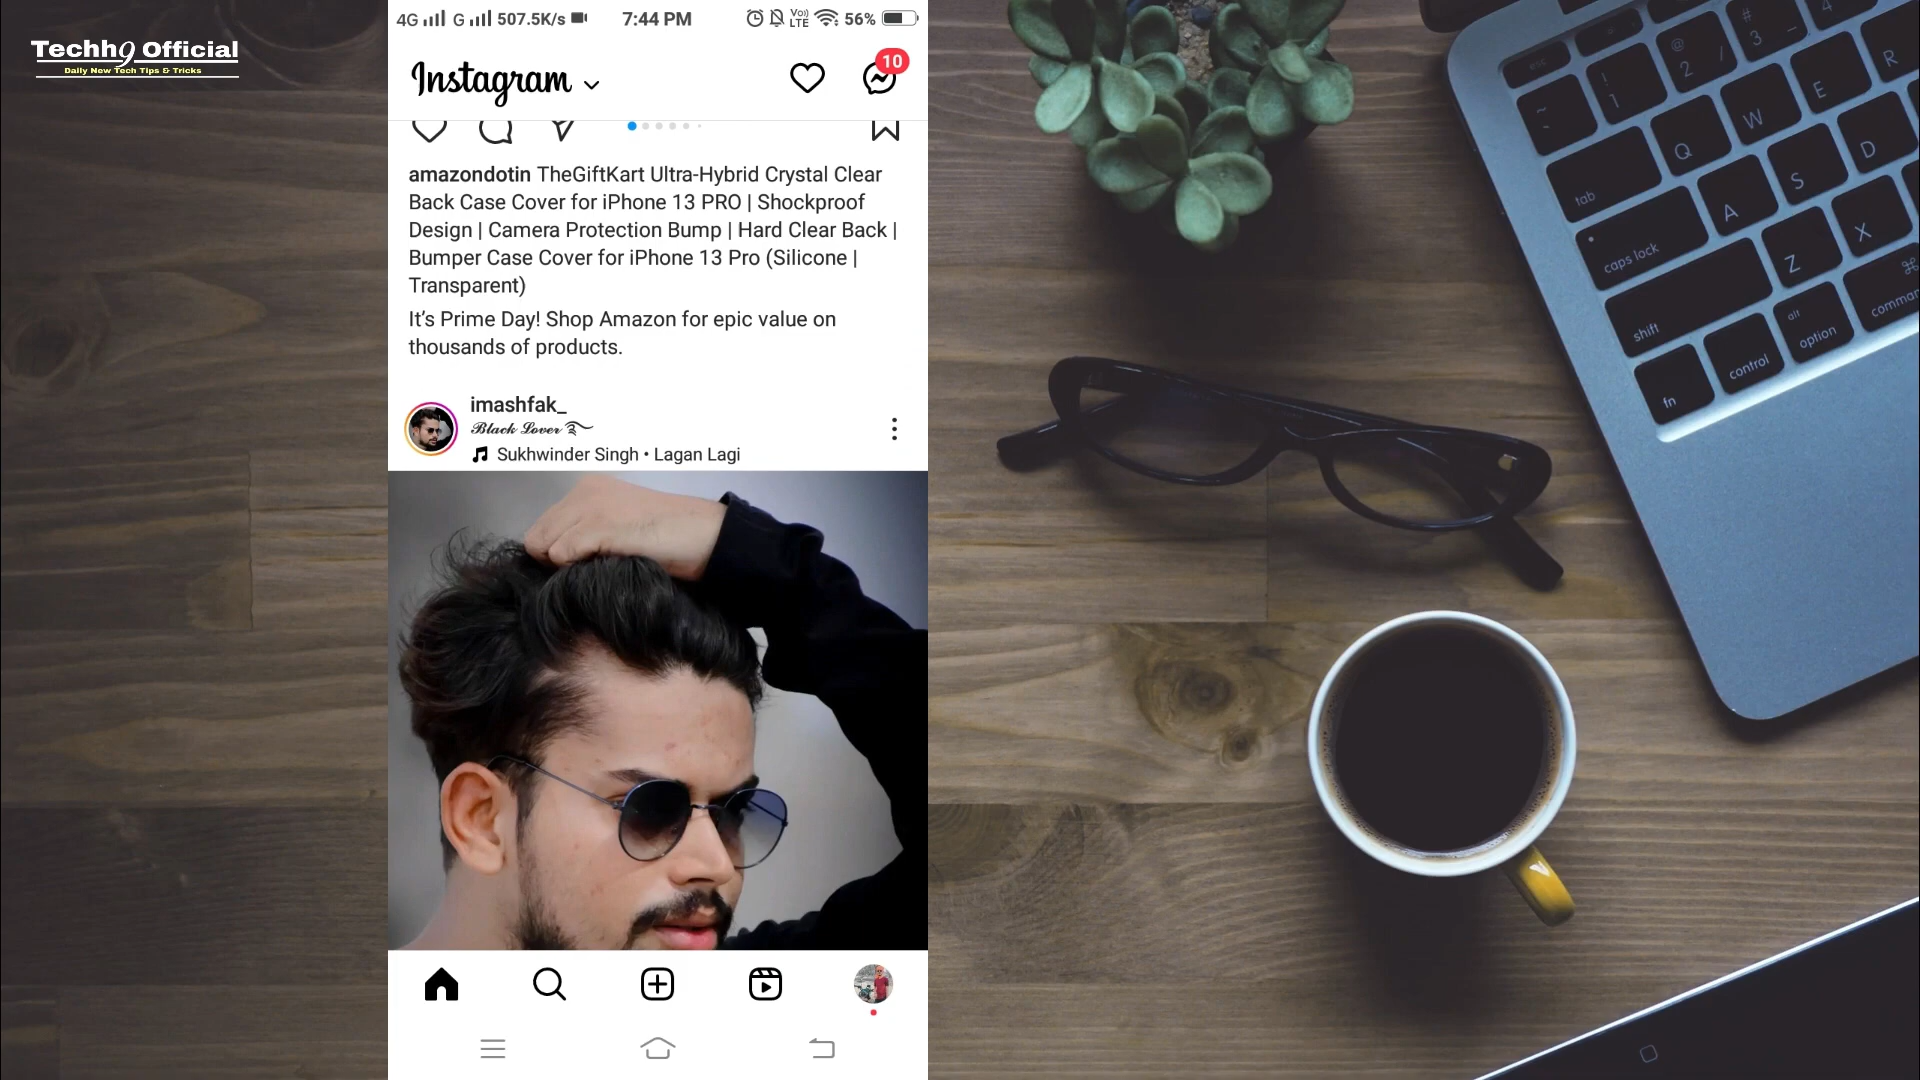 Techh9 Official
Daily New Tech Tips & Tricks
4G G 507.5K/s 7:44 PM Vo) LTE 56%
Instagram 10
amazondotin TheGiftKart Ultra-Hybrid Crystal Clear
Back Case Cover for iPhone 13 PRO | Shockproof
Design | Camera Protection Bump | Hard Clear Back |
Bumper Case Cover for iPhone 13 Pro (Silicone |
Transparent)
It's Prime Day! Shop Amazon for epic value on
thousands of products.
imashfak_
𝓑𝓵𝓪𝓬𝓴 𝓛𝓸𝓿𝓮𝓻
Sukhwinder Singh • Lagan Lagi
esc
~ ` ! 1 @ 2 / # 3 _ 4
tab Q W E R
caps lock A S D
shift Z X
fn control alt option ⌘ comman